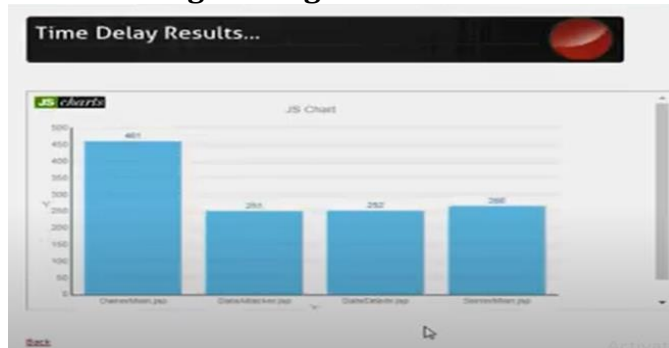 Time Delay Results...
JS charts
JS Chart
500
450
400
350
300
250
200
150
100
50
0
461
251
252
266
OwnerMain.jsp
DataAttacker.jsp
DataDelete.jsp
ServerMain.jsp
X
Back